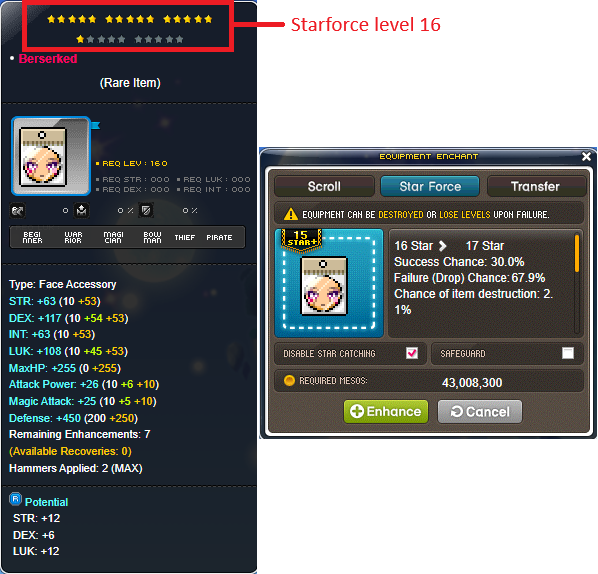 Starforce level 16
• Berserked
(Rare Item)
REQ LEV : 160
REQ STR : 000
REQ LUK : 000
REQ DEX : 000
REQ INT : 000
0
0 %
0 %
BEGINNER
WARRIOR
MAGICIAN
BOWMAN
THIEF
PIRATE
Type: Face Accessory
STR: +63 (10 +53)
DEX: +117 (10 +54 +53)
INT: +63 (10 +53)
LUK: +108 (10 +45 +53)
MaxHP: +255 (0 +255)
Attack Power: +26 (10 +6 +10)
Magic Attack: +25 (10 +5 +10)
Defense: +450 (200 +250)
Remaining Enhancements: 7
(Available Recoveries: 0)
Hammers Applied: 2 (MAX)
R Potential
STR: +12
DEX: +6
LUK: +12
EQUIPMENT ENCHANT
Scroll
Star Force
Transfer
EQUIPMENT CAN BE DESTROYED OR LOSE LEVELS UPON FAILURE.
15
STAR+
16 Star > 17 Star
Success Chance: 30.0%
Failure (Drop) Chance: 67.9%
Chance of item destruction: 2.
1%
DISABLE STAR CATCHING
SAFEGUARD
REQUIRED MESOS:
43,008,300
Enhance
Cancel